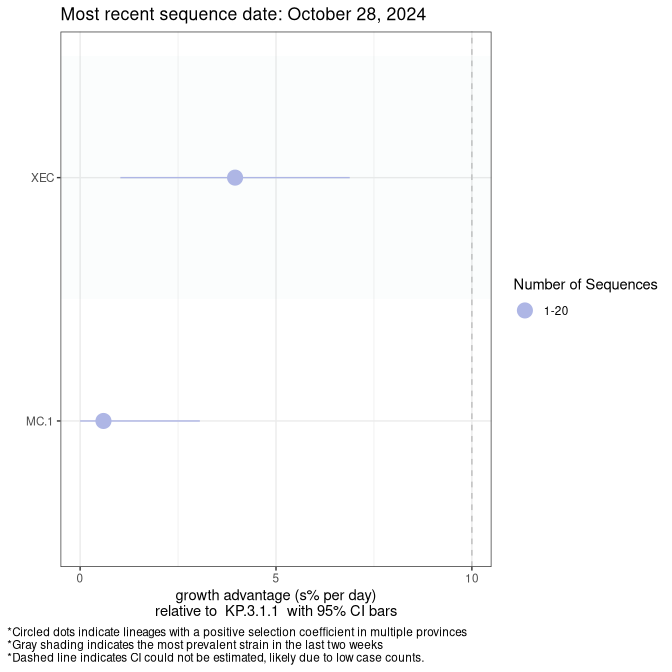 Most recent sequence date: October 28, 2024
XEC
MC.1
0
5
10
growth advantage (s% per day)
relative to  KP.3.1.1  with 95% CI bars
Number of Sequences
1-20
*Circled dots indicate lineages with a positive selection coefficient in multiple provinces
*Gray shading indicates the most prevalent strain in the last two weeks
*Dashed line indicates CI could not be estimated, likely due to low case counts.